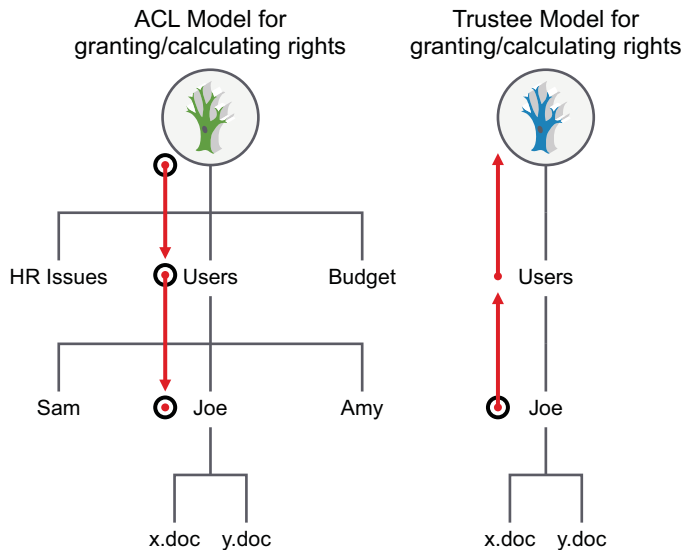 ACL Model for
granting/calculating rights
HR Issues
Users
Budget
Sam
Joe
Amy
x.doc
y.doc
Trustee Model for
granting/calculating rights
Users
Joe
x.doc
y.doc